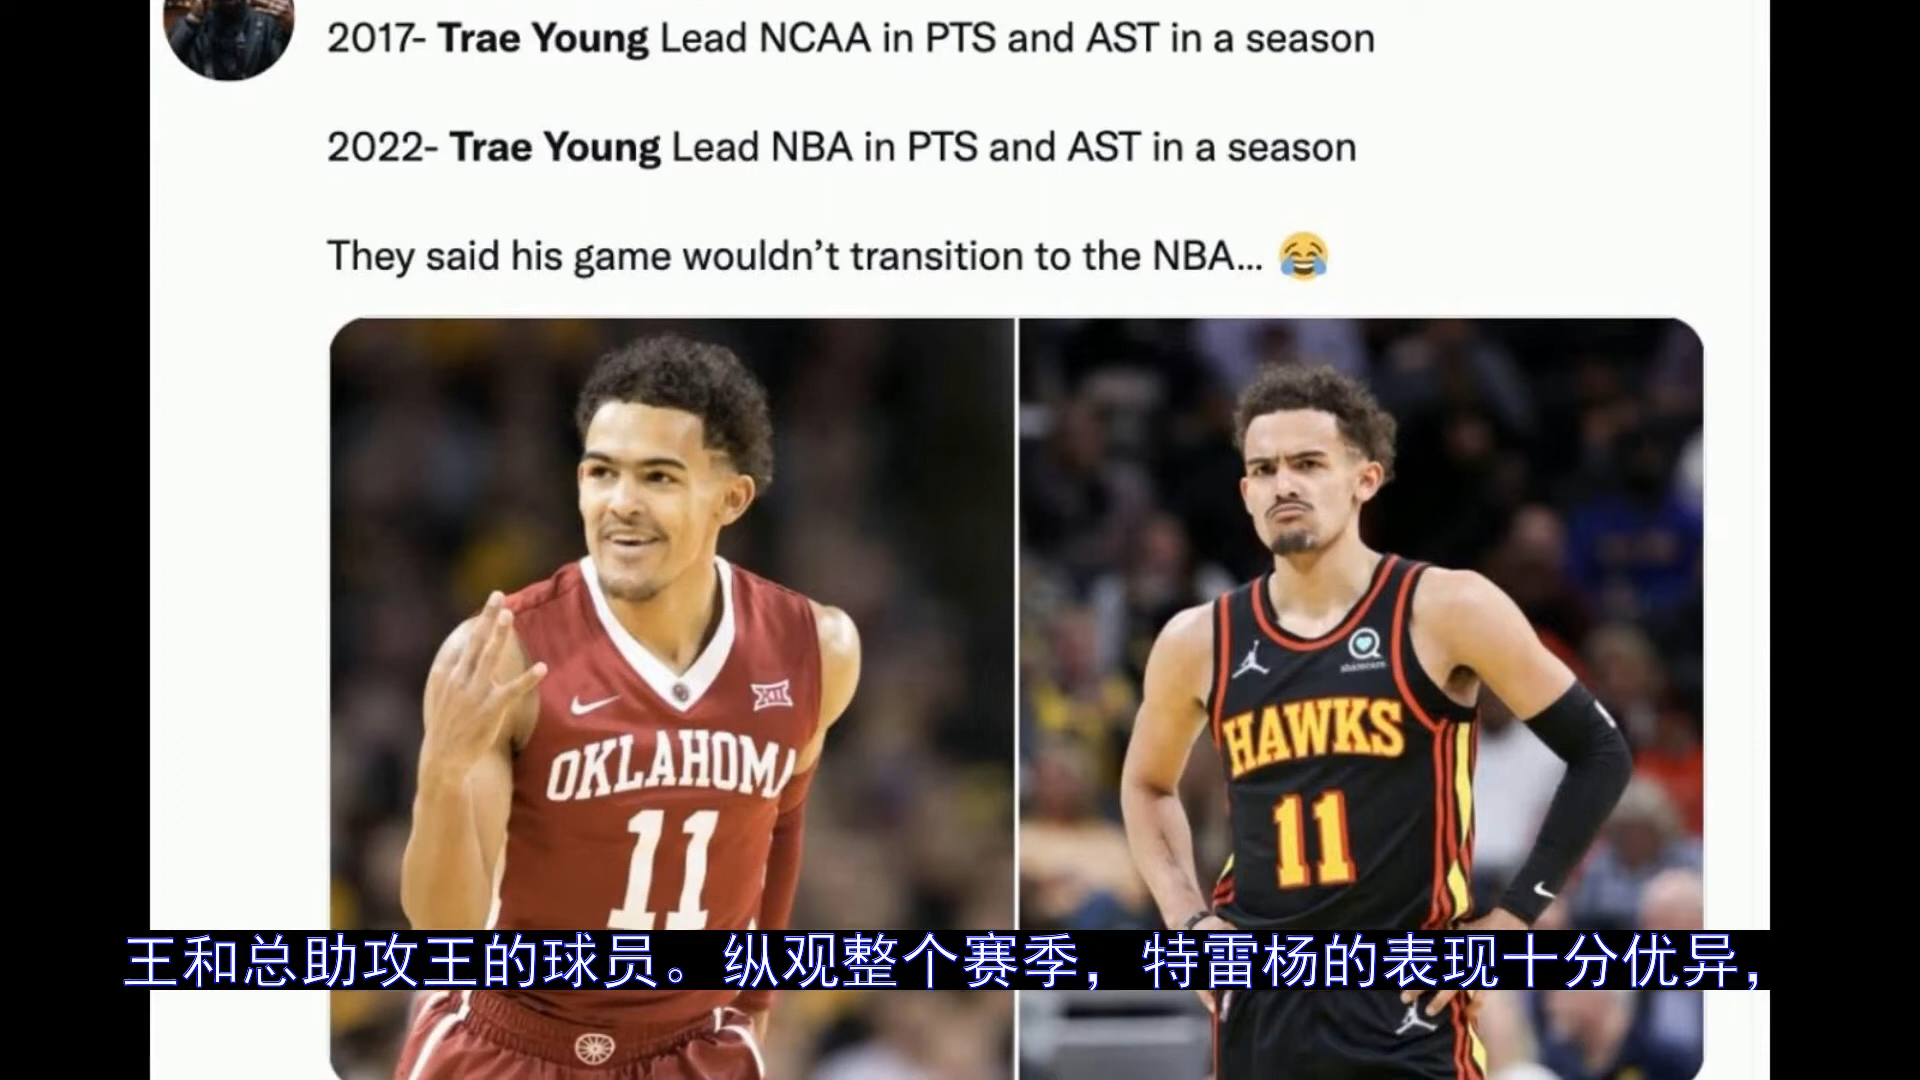 2017- Trae Young Lead NCAA in PTS and AST in a season
2022- Trae Young Lead NBA in PTS and AST in a season
They said his game wouldn't transition to the NBA... 😂
XII
OKLAHOMA
11
sharecare
HAWKS
11
王和总助攻王的球员。纵观整个赛季，特雷杨的表现十分优异，